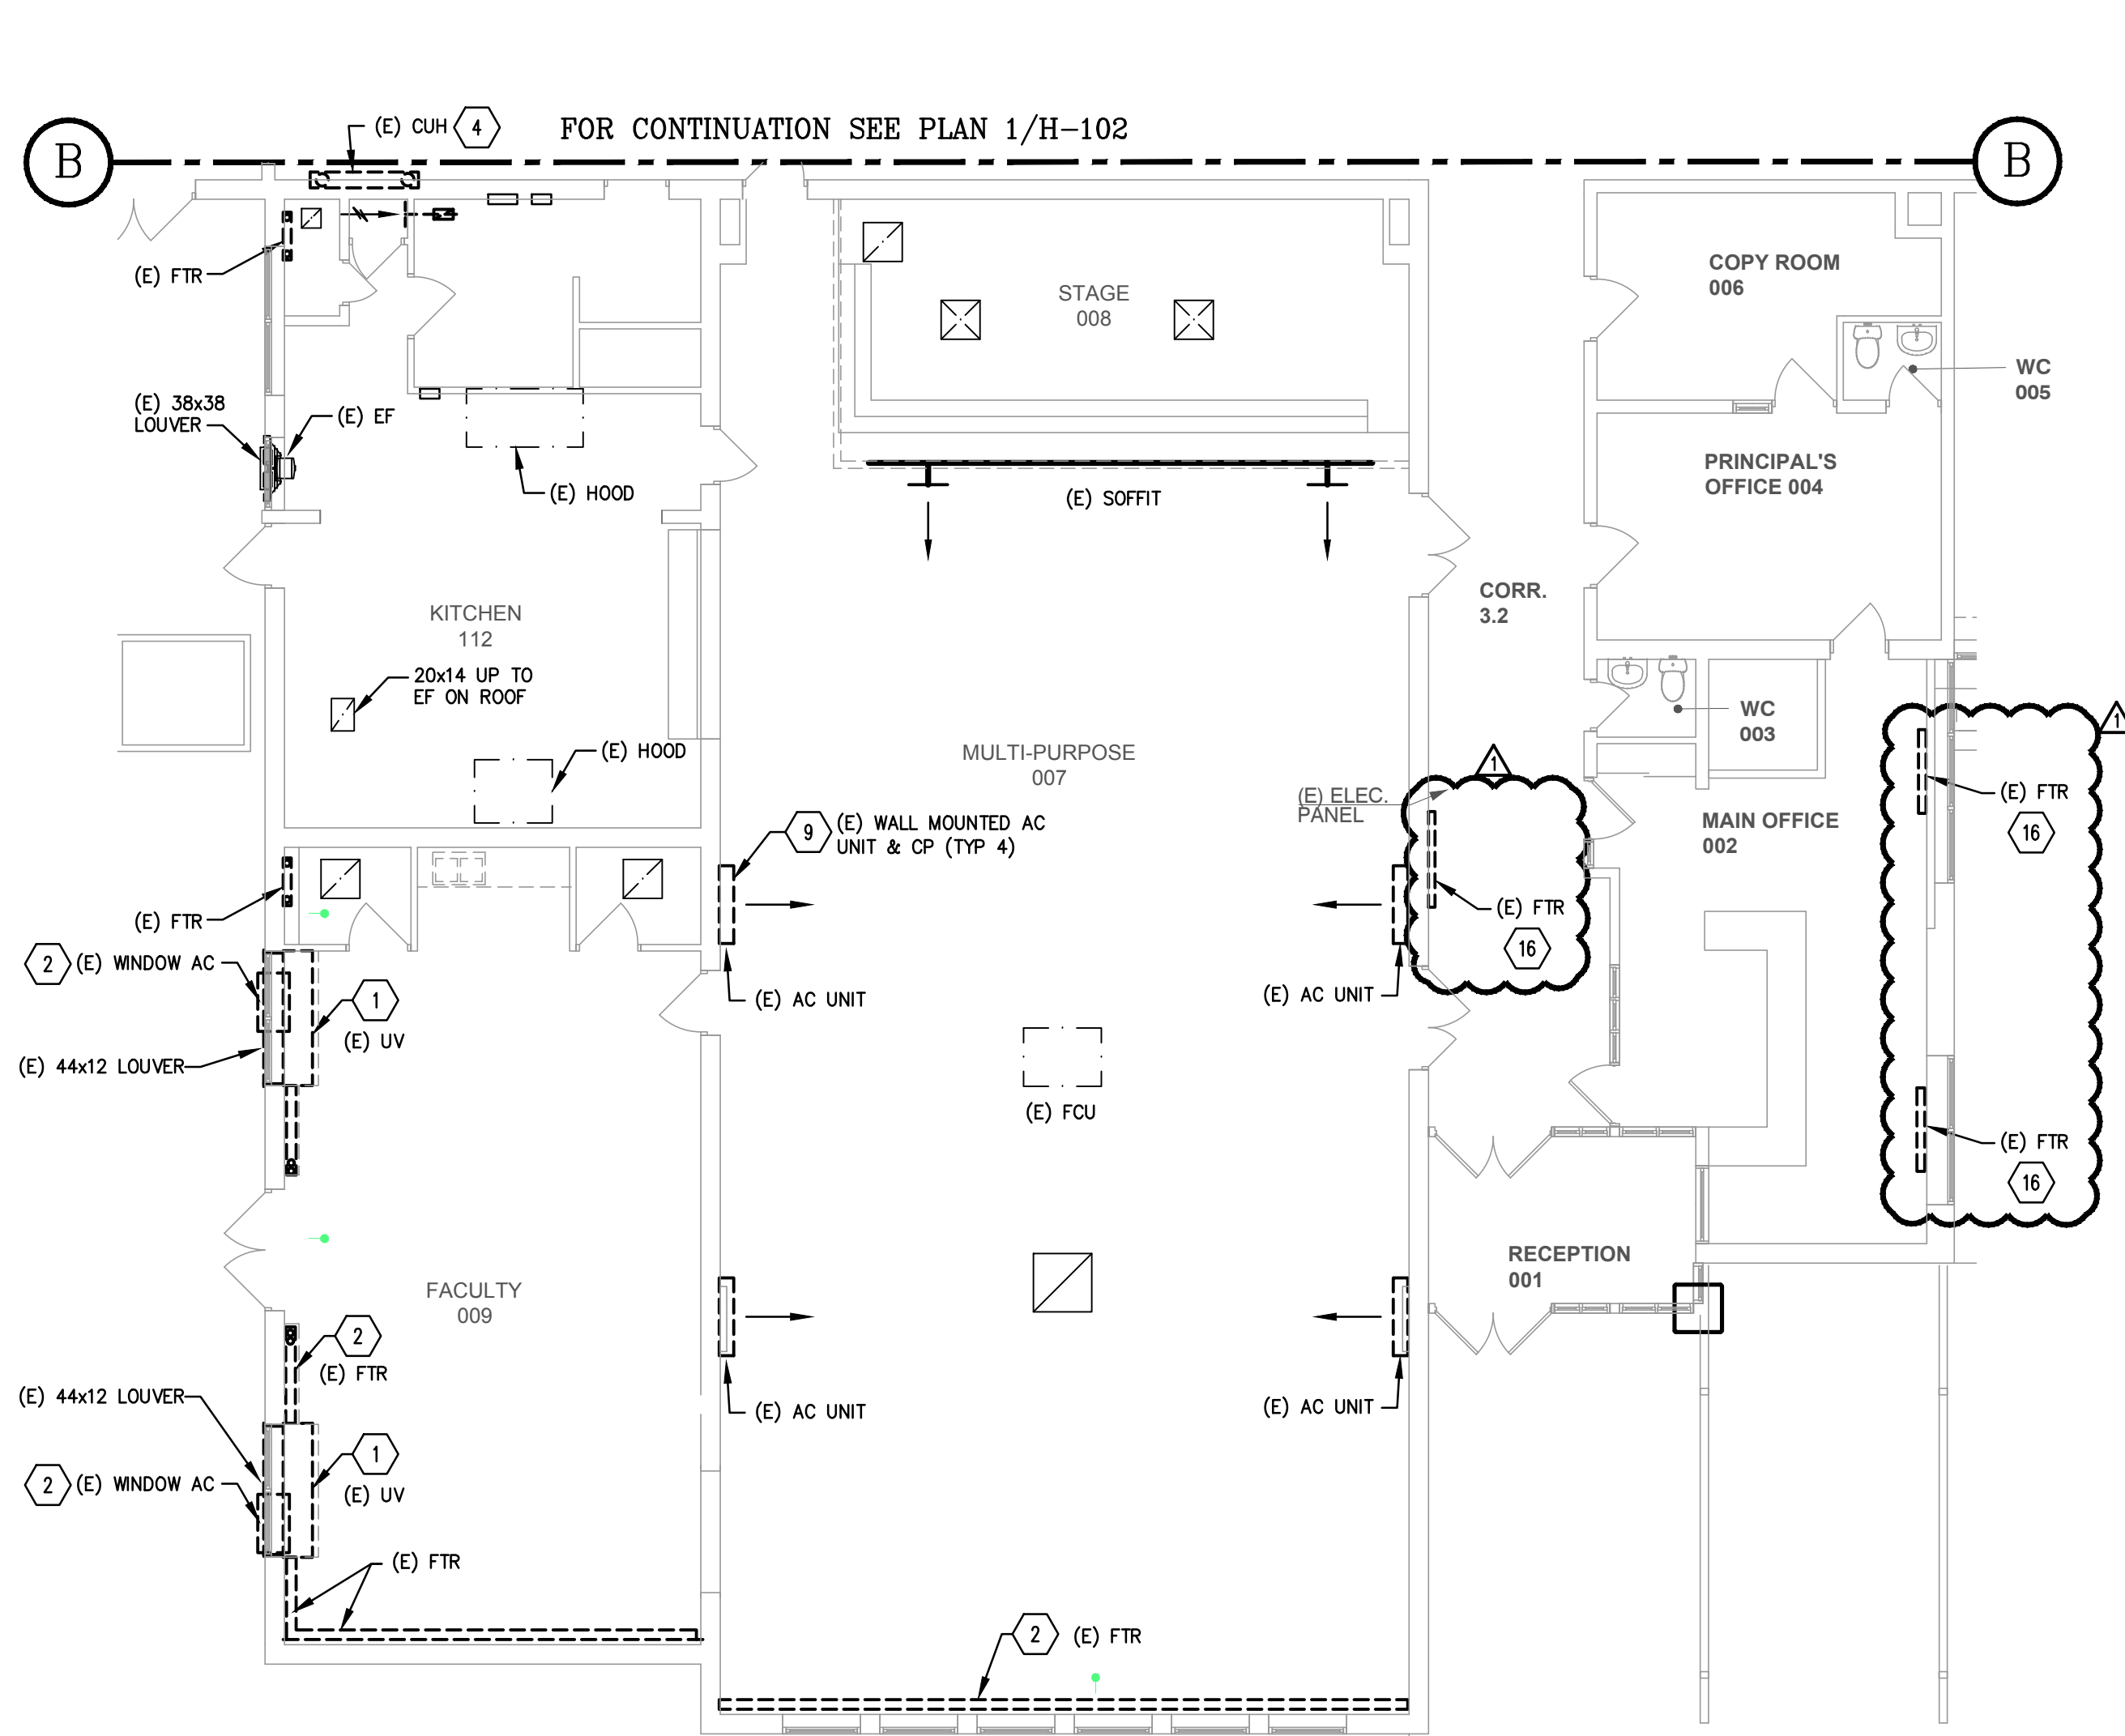 (E) CUH
4
FOR CONTINUATION SEE PLAN 1/H-102
B
B
(E) FTR
COPY ROOM
006
STAGE
008
WC
005
(E) 38x38
LOUVER
(E) EF
(E) HOOD
(E) SOFFIT
PRINCIPAL'S
OFFICE 004
CORR.
3.2
KITCHEN
112
20x14 UP TO
EF ON ROOF
(E) HOOD
MULTI-PURPOSE
007
WC
003
1
1
(E) ELEC.
PANEL
(E) FTR
16
MAIN OFFICE
002
9
(E) WALL MOUNTED AC
UNIT & CP (TYP 4)
(E) FTR
(E) FTR
16
2
(E) WINDOW AC
1
(E) UV
(E) AC UNIT
(E) AC UNIT
(E) 44x12 LOUVER
(E) FCU
(E) FTR
16
RECEPTION
001
FACULTY
009
2
(E) FTR
(E) 44x12 LOUVER
(E) AC UNIT
(E) AC UNIT
1
(E) UV
2
(E) WINDOW AC
(E) FTR
2
(E) FTR